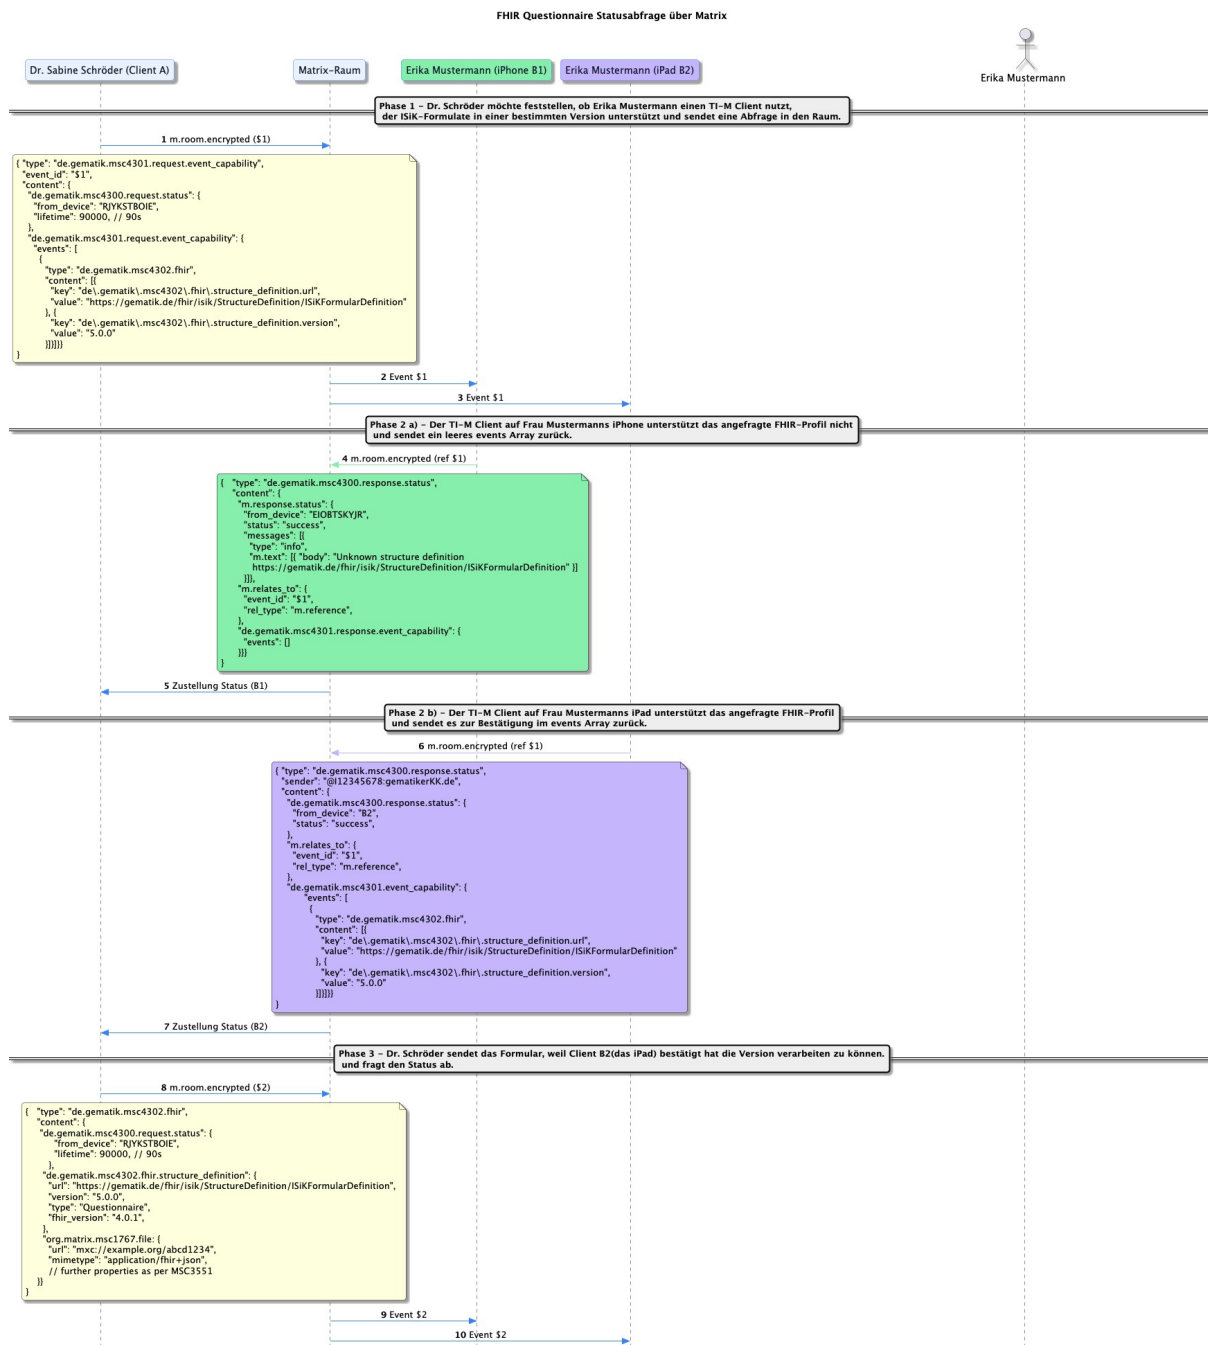 FHIR Questionnaire Statusabfrage über Matrix
Dr. Sabine Schröder (Client A)
Matrix-Raum
Erika Mustermann (iPhone B1)
Erika Mustermann (iPad B2)
Erika Mustermann
Phase 1 – Dr. Schröder möchte feststellen, ob Erika Mustermann einen TI-M Client nutzt,
der ISiK-Formulate in einer bestimmten Version unterstützt und sendet eine Abfrage in den Raum.
1 m.room.encrypted ($1)
{ "type": "de.gematik.msc4301.request.event_capability",
"event_id": "$1",
"content": {
"de.gematik.msc4300.request.status": {
"from_device": "RJYKSTBOIE",
"lifetime": 90000, // 90s
},
"de.gematik.msc4301.request.event_capability": {
"events": [
{
"type": "de.gematik.msc4302.fhir",
"content": [{
"key": "de\.gematik\.msc4302\.fhir\.structure_definition.url",
"value": "https://gematik.de/fhir/isik/StructureDefinition/ISiKFormularDefinition"
}, {
"key": "de\.gematik\.msc4302\.fhir\.structure_definition.version",
"value": "5.0.0"
}]}]}}
}
2 Event $1
3 Event $1
Phase 2 a) – Der TI-M Client auf Frau Mustermanns iPhone unterstützt das angefragte FHIR-Profil nicht
und sendet ein leeres events Array zurück.
4 m.room.encrypted (ref $1)
{ "type": "de.gematik.msc4300.response.status",
"content": {
"m.response.status": {
"from_device": "EIOBTSKYJR",
"status": "success",
"messages": [{
"type": "info",
"m.text": [{ "body": "Unknown structure definition
https://gematik.de/fhir/isik/StructureDefinition/ISiKFormularDefinition" }]
}]},
"m.relates_to": {
"event_id": "$1",
"rel_type": "m.reference",
},
"de.gematik.msc4301.response.event_capability": {
"events": []
}}}
}
5 Zustellung Status (B1)
Phase 2 b) – Der TI-M Client auf Frau Mustermanns iPad unterstützt das angefragte FHIR-Profil
und sendet es zur Bestätigung im events Array zurück.
6 m.room.encrypted (ref $1)
{ "type": "de.gematik.msc4300.response.status",
"sender": "@I12345678:gematikerKK.de",
"content": {
"de.gematik.msc4300.response.status": {
"from_device": "B2",
"status": "success",
},
"m.relates_to": {
"event_id": "$1",
"rel_type": "m.reference",
},
"de.gematik.msc4301.event_capability": {
"events": [
{
"type": "de.gematik.msc4302.fhir",
"content": [{
"key": "de\.gematik\.msc4302\.fhir\.structure_definition.url",
"value": "https://gematik.de/fhir/isik/StructureDefinition/ISiKFormularDefinition"
}, {
"key": "de\.gematik\.msc4302\.fhir\.structure_definition.version",
"value": "5.0.0"
}]}]}}
}
7 Zustellung Status (B2)
Phase 3 – Dr. Schröder sendet das Formular, weil Client B2(das iPad) bestätigt hat die Version verarbeiten zu können.
und fragt den Status ab.
8 m.room.encrypted ($2)
{ "type": "de.gematik.msc4302.fhir",
"content": {
"de.gematik.msc4300.request.status": {
"from_device": "RJYKSTBOIE",
"lifetime": 90000, // 90s
},
"de.gematik.msc4302.fhir.structure_definition": {
"url": "https://gematik.de/fhir/isik/StructureDefinition/ISiKFormularDefinition",
"version": "5.0.0",
"type": "Questionnaire",
"fhir_version": "4.0.1",
},
"org.matrix.msc1767.file: {
"url": "mxc://example.org/abcd1234",
"mimetype": "application/fhir+json",
// further properties as per MSC3551
}}
}
9 Event $2
10 Event $2